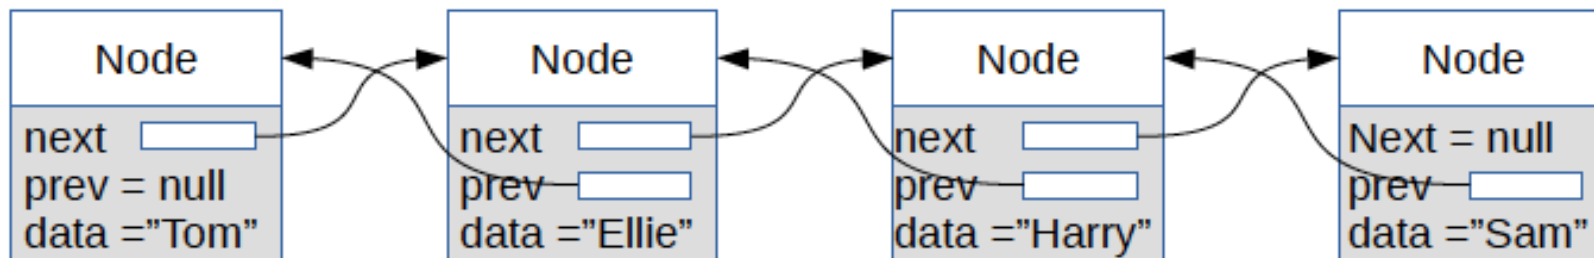 Node
next
prev = null
data =”Tom”
Node
next
prev
data =”Ellie”
Node
next
prev
data =”Harry”
Node
Next = null
prev
data =”Sam”